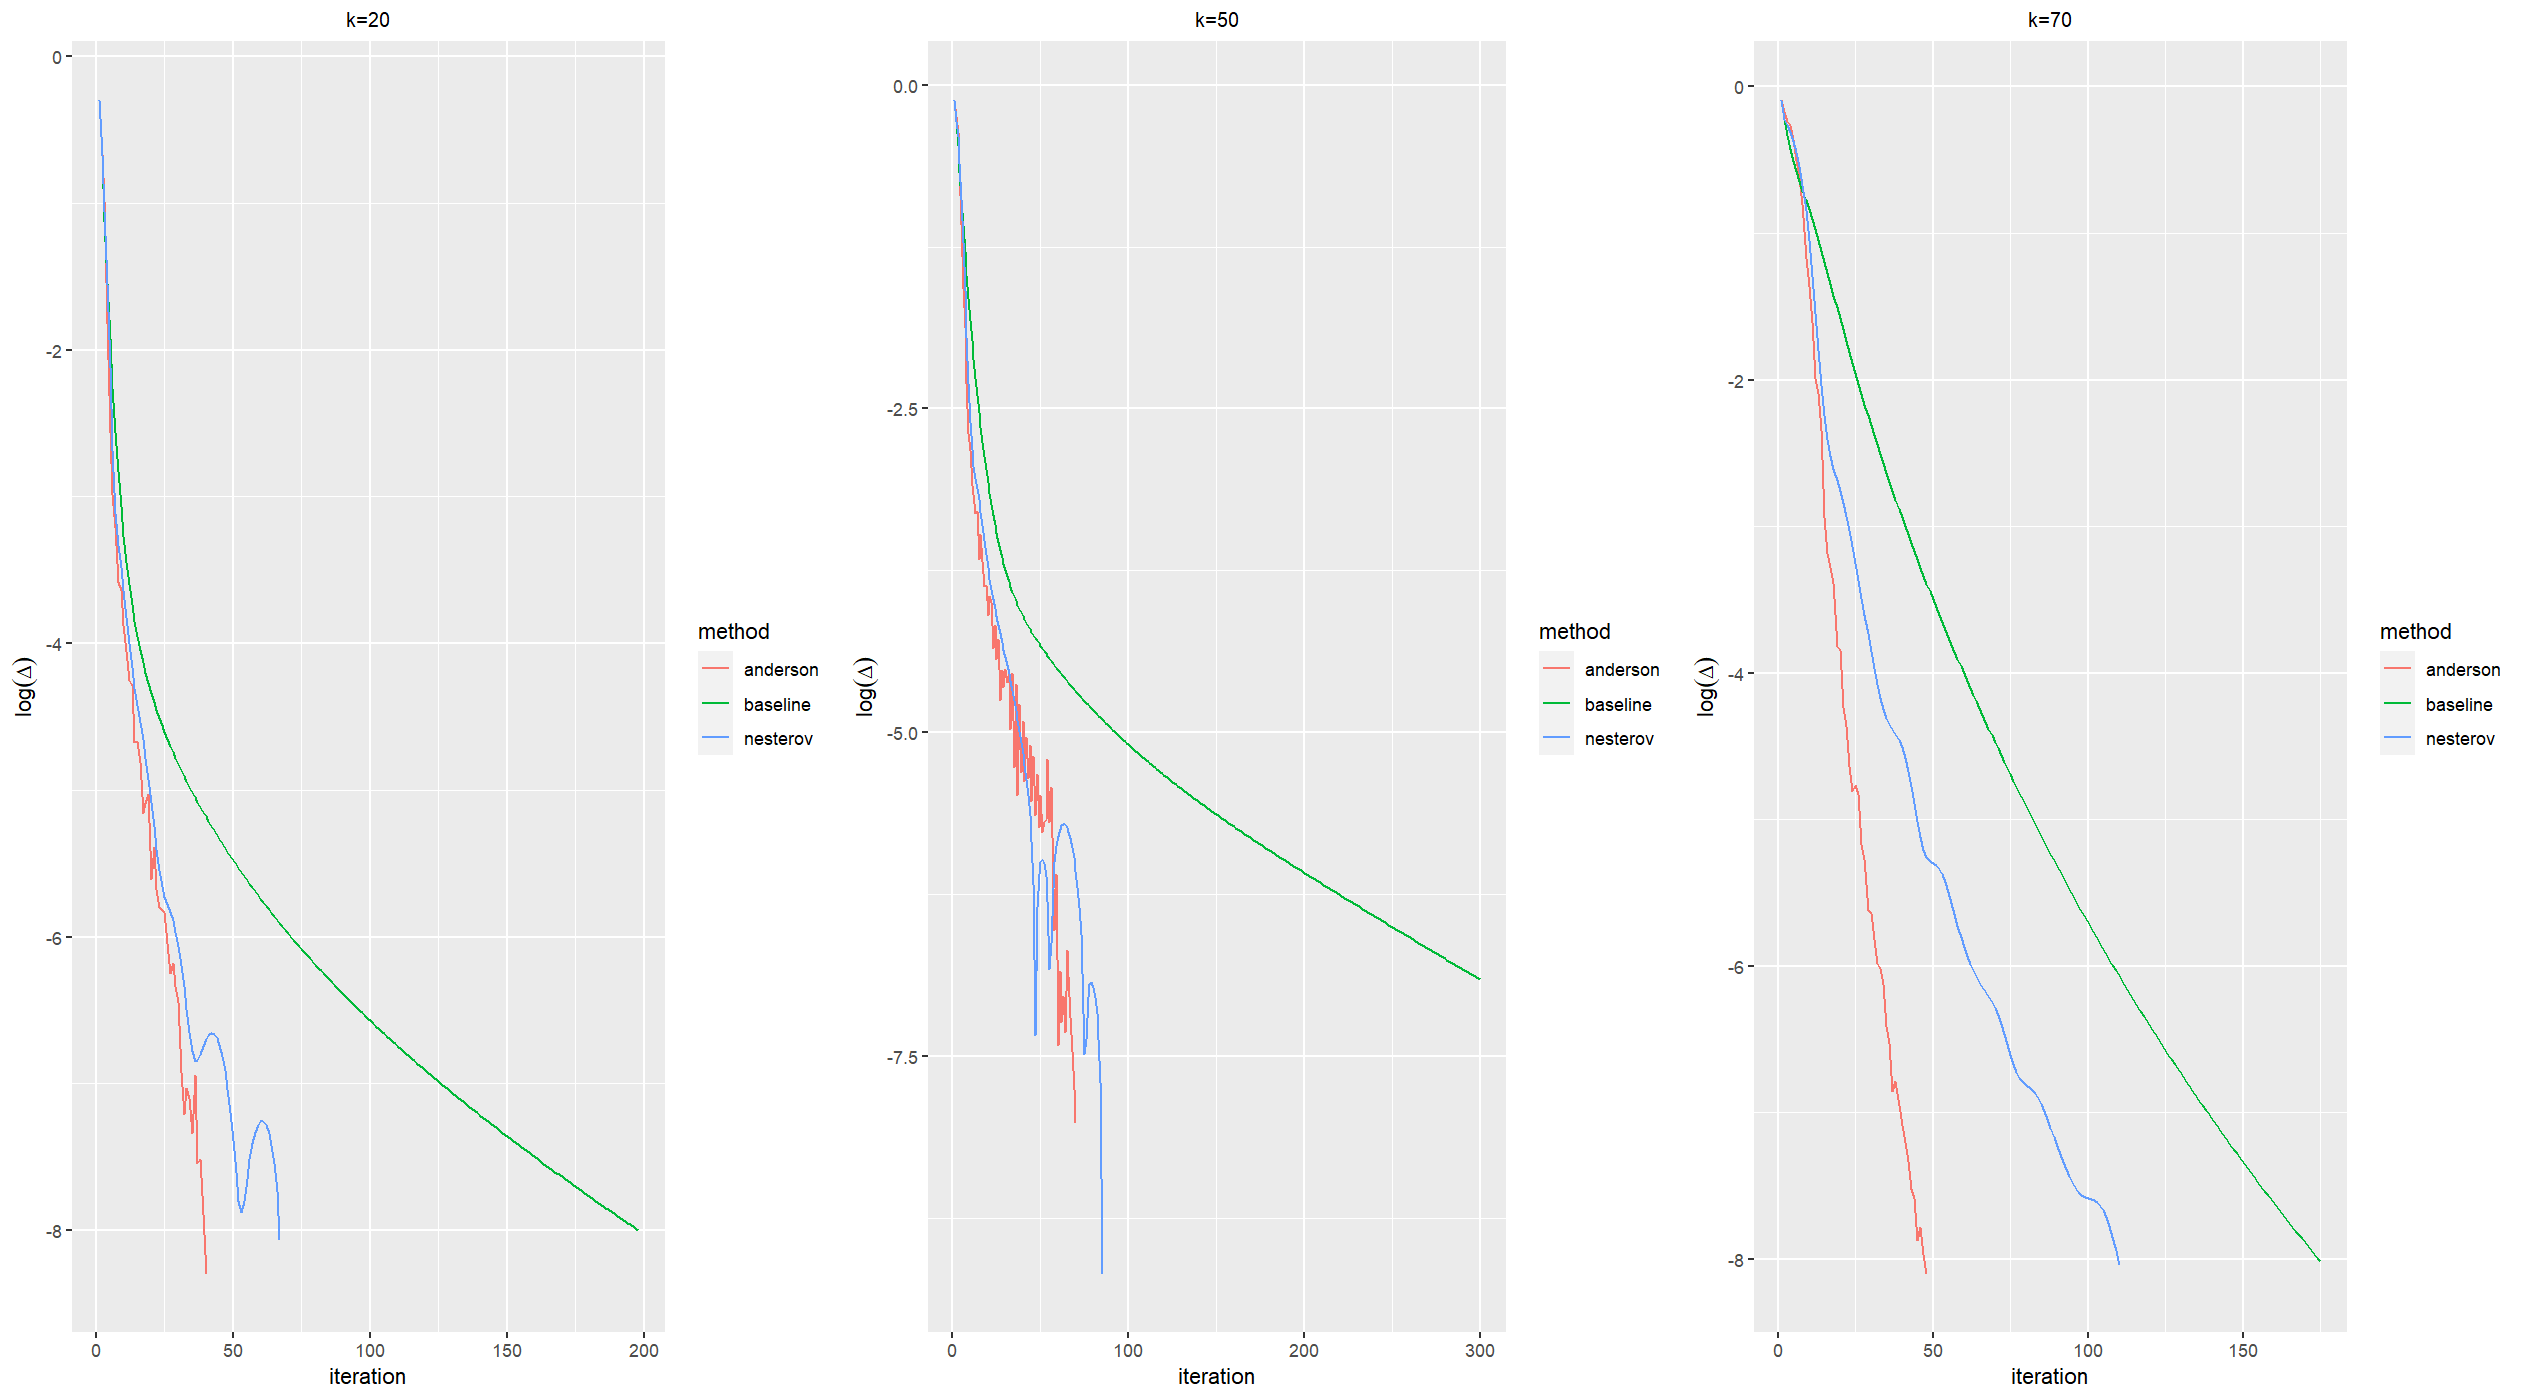 k=20
0
-2
-4
-6
-8
log(Δ)
0 50 100 150 200
iteration
method
anderson
baseline
nesterov
k=50
0.0
-2.5
-5.0
-7.5
log(Δ)
0 100 200 300
iteration
method
anderson
baseline
nesterov
k=70
0
-2
-4
-6
-8
log(Δ)
0 50 100 150
iteration
method
anderson
baseline
nesterov